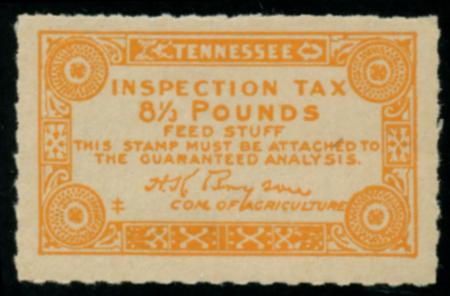 TENNESSEE
INSPECTION TAX
8⅓ POUNDS
FEED STUFF
THIS STAMP MUST BE ATTACHED TO
THE GUARANTEED ANALYSIS.
H.K. Bryson
‡ COM. OF AGRICULTURE